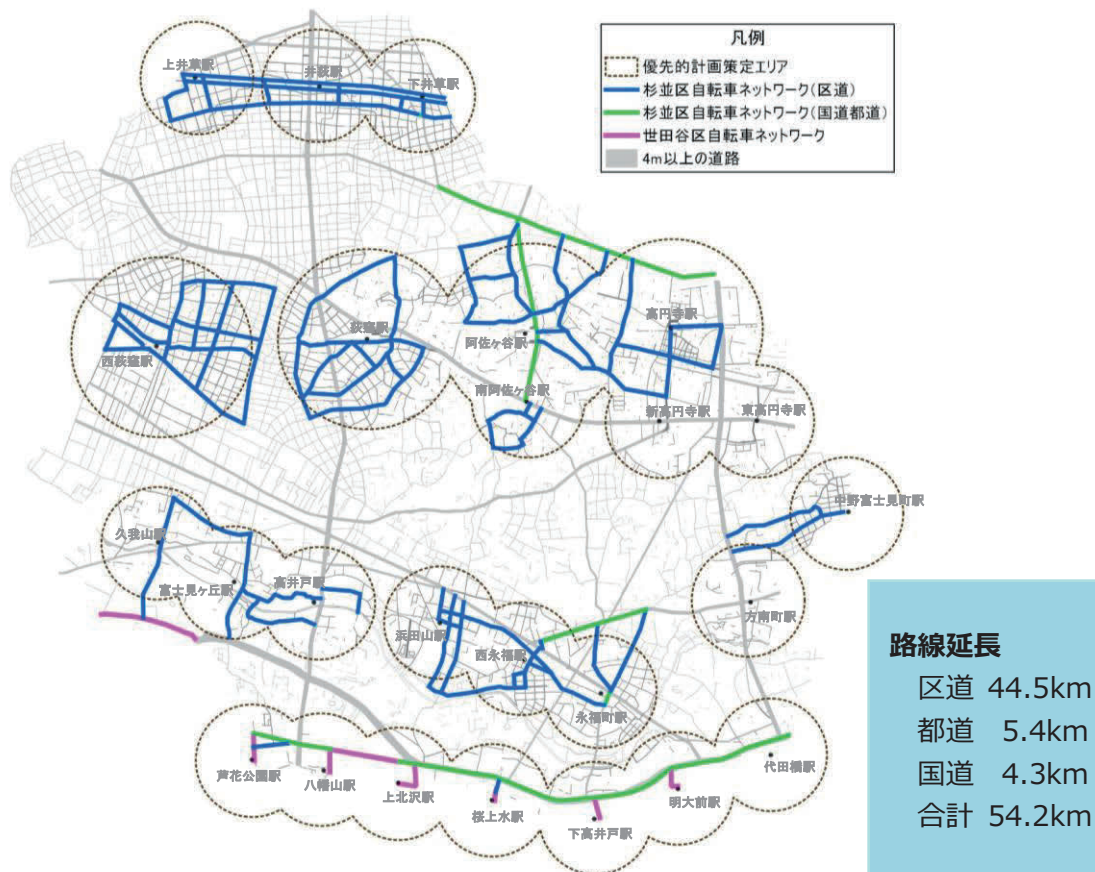 凡例
優先的計画策定エリア
杉並区自転車ネットワーク(区道)
杉並区自転車ネットワーク(国道都道)
世田谷区自転車ネットワーク
4m以上の道路
上井草駅
井荻駅
下井草駅
西荻窪駅
荻窪駅
阿佐ヶ谷駅
高円寺駅
南阿佐ヶ谷駅
新高円寺駅
東高円寺駅
中野富士見町駅
久我山駅
富士見ヶ丘駅
高井戸駅
浜田山駅
西永福駅
永福町駅
方南町駅
芦花公園駅
八幡山駅
上北沢駅
桜上水駅
下高井戸駅
明大前駅
代田橋駅
路線延長
区道 44.5km
都道 5.4km
国道 4.3km
合計 54.2km